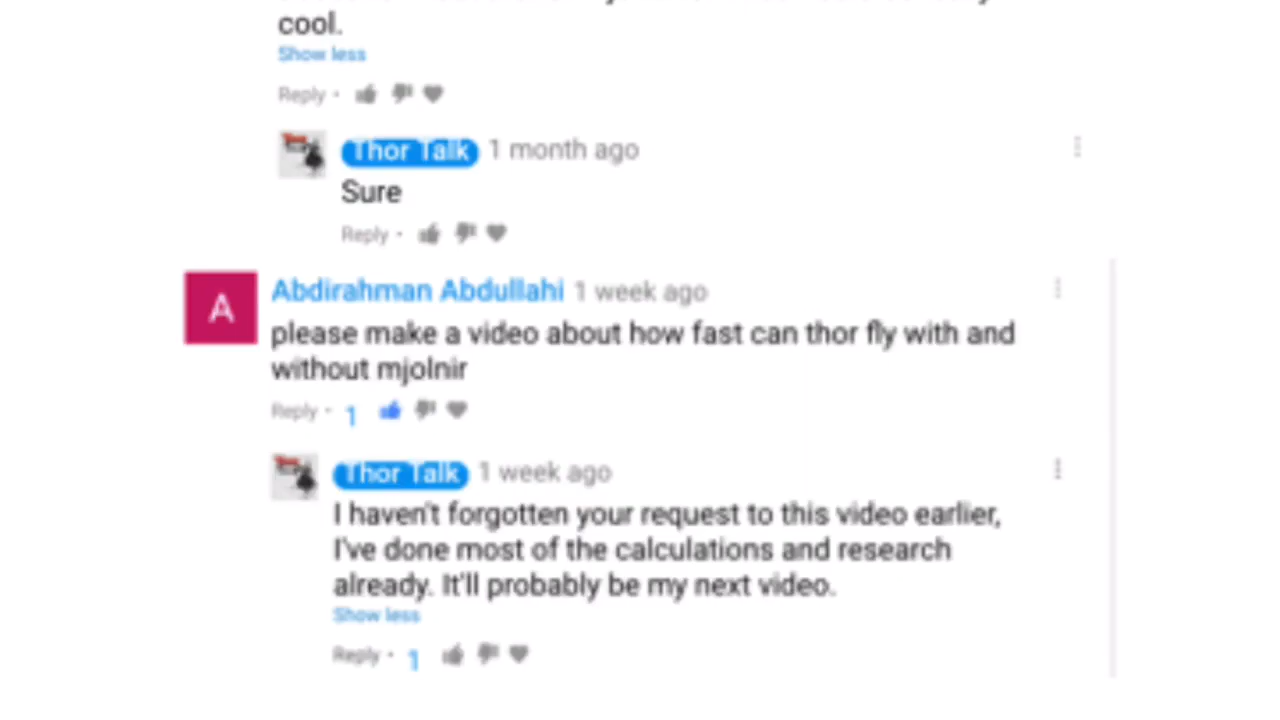 cool.
Show less
Reply •
Thor Talk 1 month ago
Sure
Reply •
A
Abdirahman Abdullahi 1 week ago
please make a video about how fast can thor fly with and
without mjolnir
Reply • 1
Thor Talk 1 week ago
I haven't forgotten your request to this video earlier,
I've done most of the calculations and research
already. It'll probably be my next video.
Show less
Reply • 1